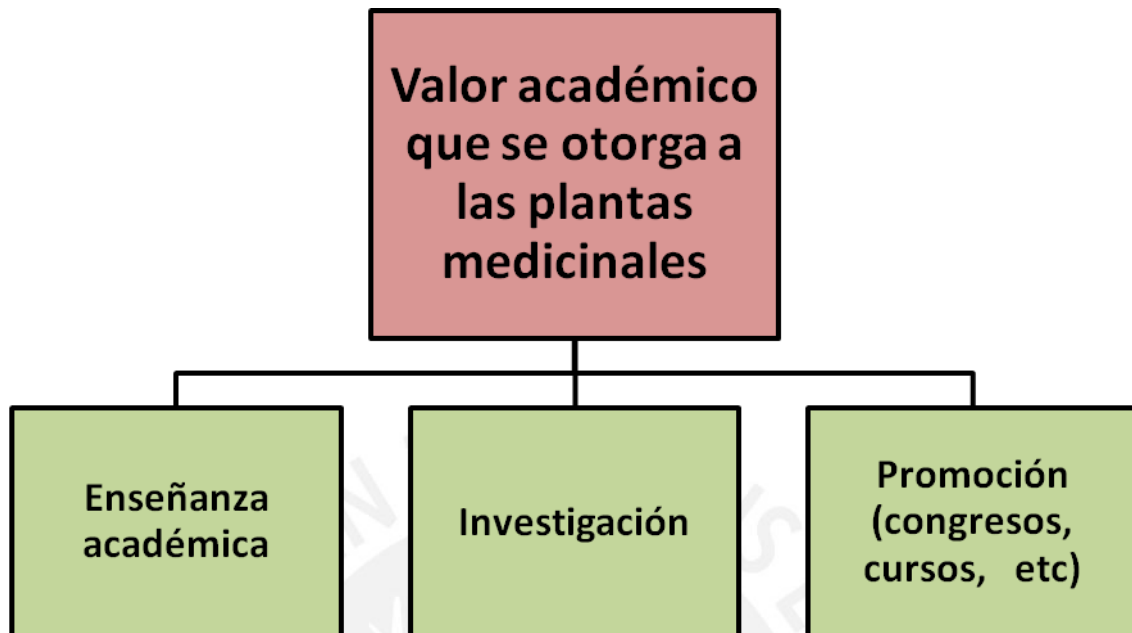 Valor académico
que se otorga a
las plantas
medicinales
Enseñanza
académica
Investigación
Promoción
(congresos,
cursos, etc)